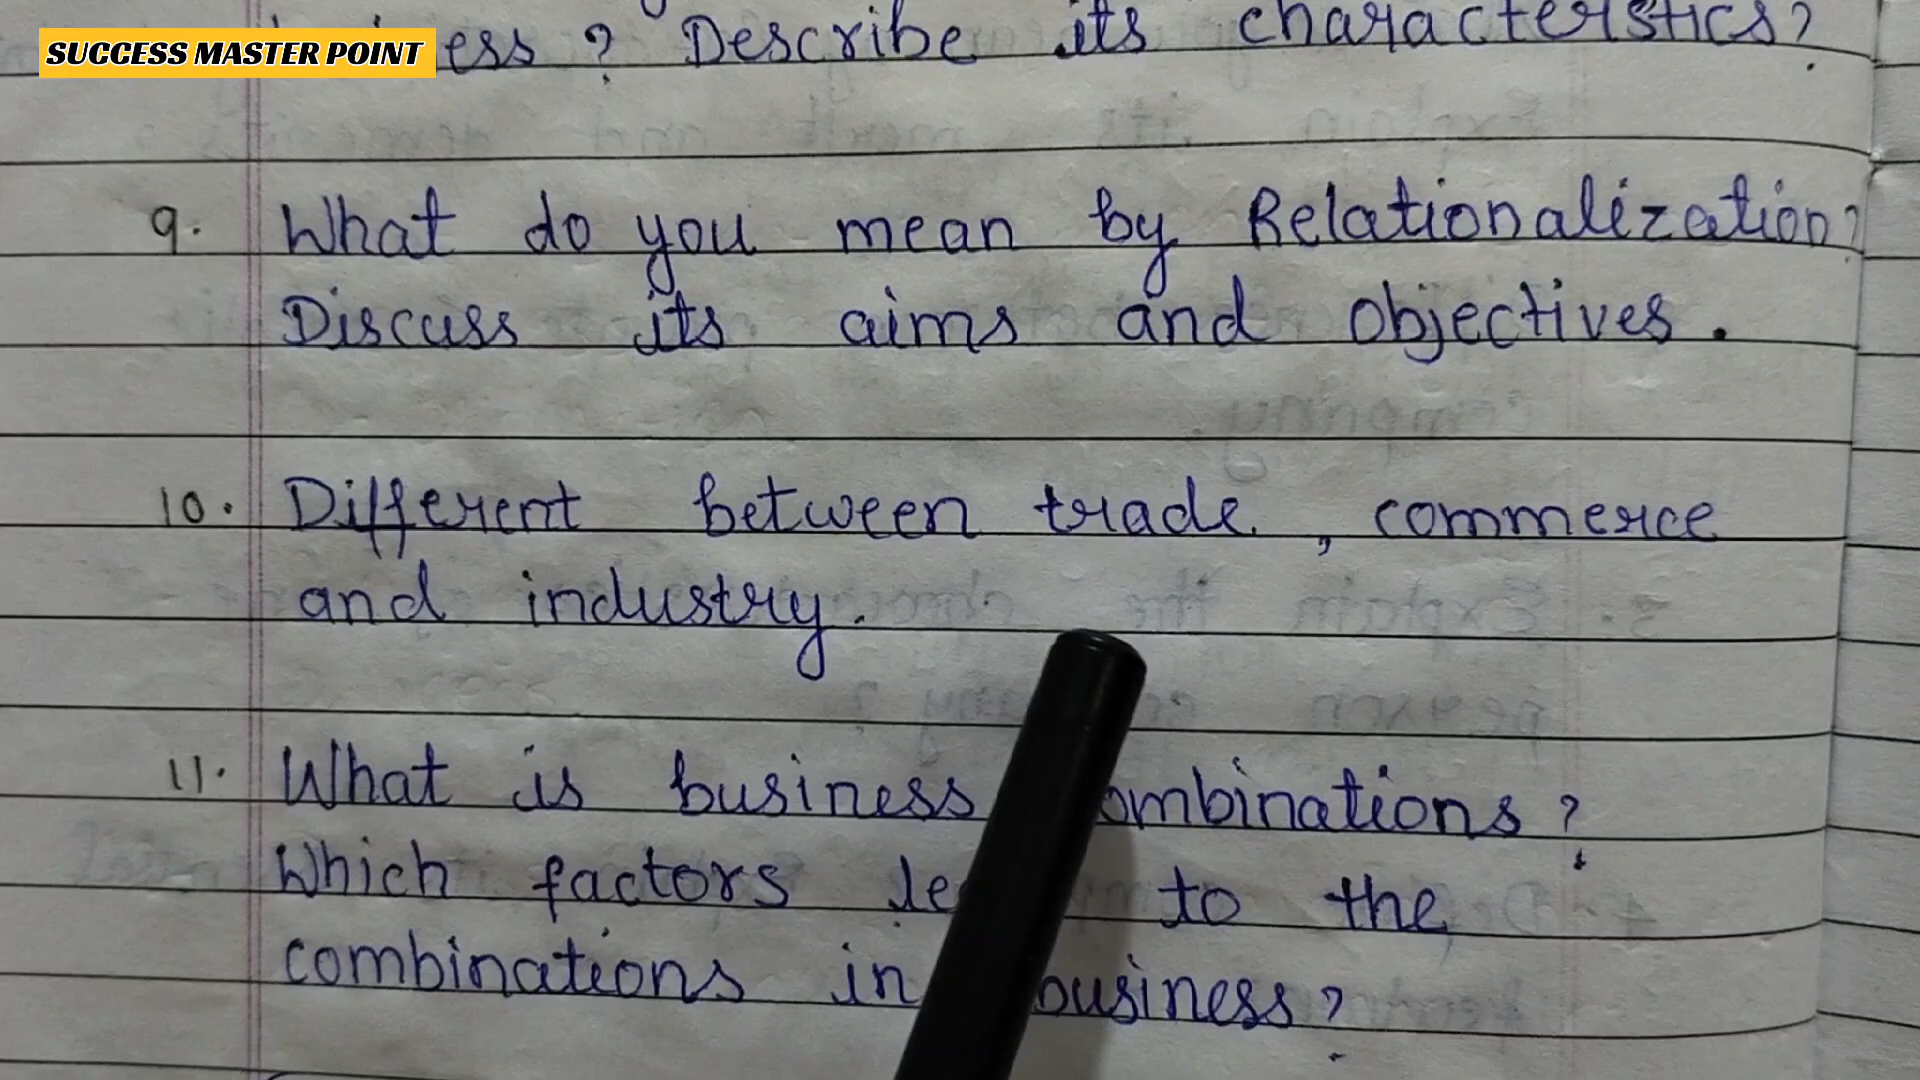 SUCCESS MASTER POINT
ess ? Describe its characteristics?
9. What do you mean by Relationalization?
Discuss its aims and objectives.
10. Different between trade, commerce
and industry.
11. What is business ombinations?
Which factors le to the
combinations in business?